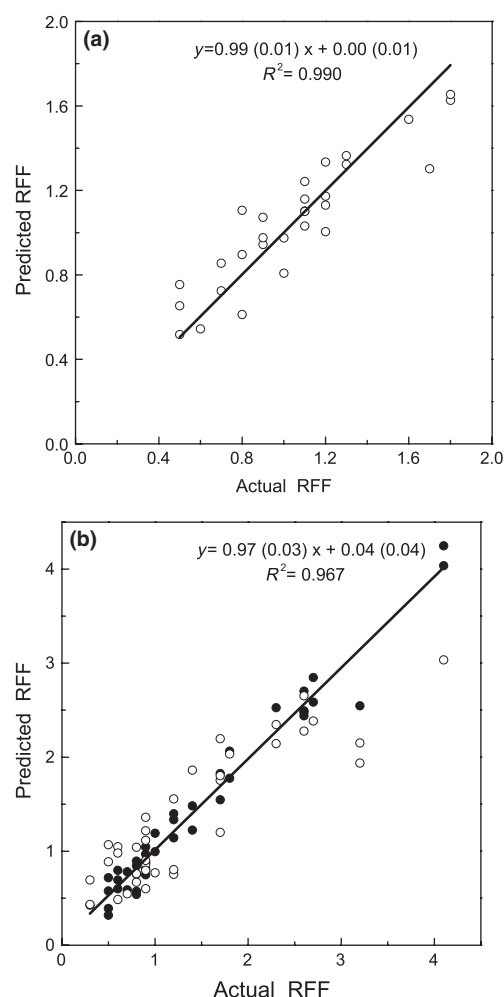 (a)
y=0.99 (0.01) x + 0.00 (0.01)
R²= 0.990
2.0
1.6
1.2
0.8
0.4
0.0
Predicted RFF
0.0 0.4 0.8 1.2 1.6 2.0
Actual RFF
(b)
y= 0.97 (0.03) x + 0.04 (0.04)
R²= 0.967
4
3
2
1
0
Predicted RFF
0 1 2 3 4
Actual RFF